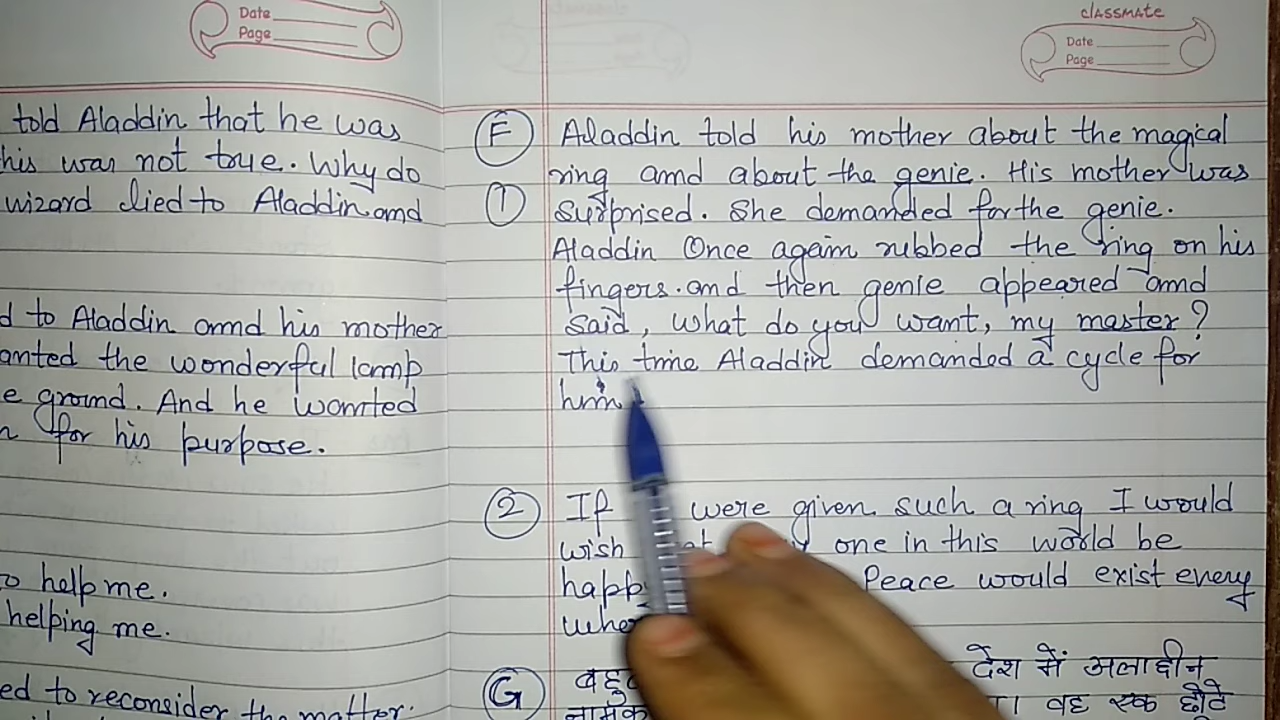 Date
Page
told Aladdin that he was
his was not true. Why do
wizard lied to Aladdin and
d to Aladdin and his mother
anted the wonderful lamp
e ground. And he wanted
for his purpose.
to help me.
helping me.
ed to reconsider the matter.
classmate
Date
Page
F Aladdin told his mother about the magical
ring and about the genie. His mother was
1 surprised. She demanded for the genie.
Aladdin Once again rubbed the ring on his
fingers. and then genie appeared and
said, What do you want, my master?
This time Aladdin demanded a cycle for
him.
2 If were given such a ring I would
wish one in this world be
Peace would exist every
G देश में अलाद्दीन
नामक वह एक छोटे